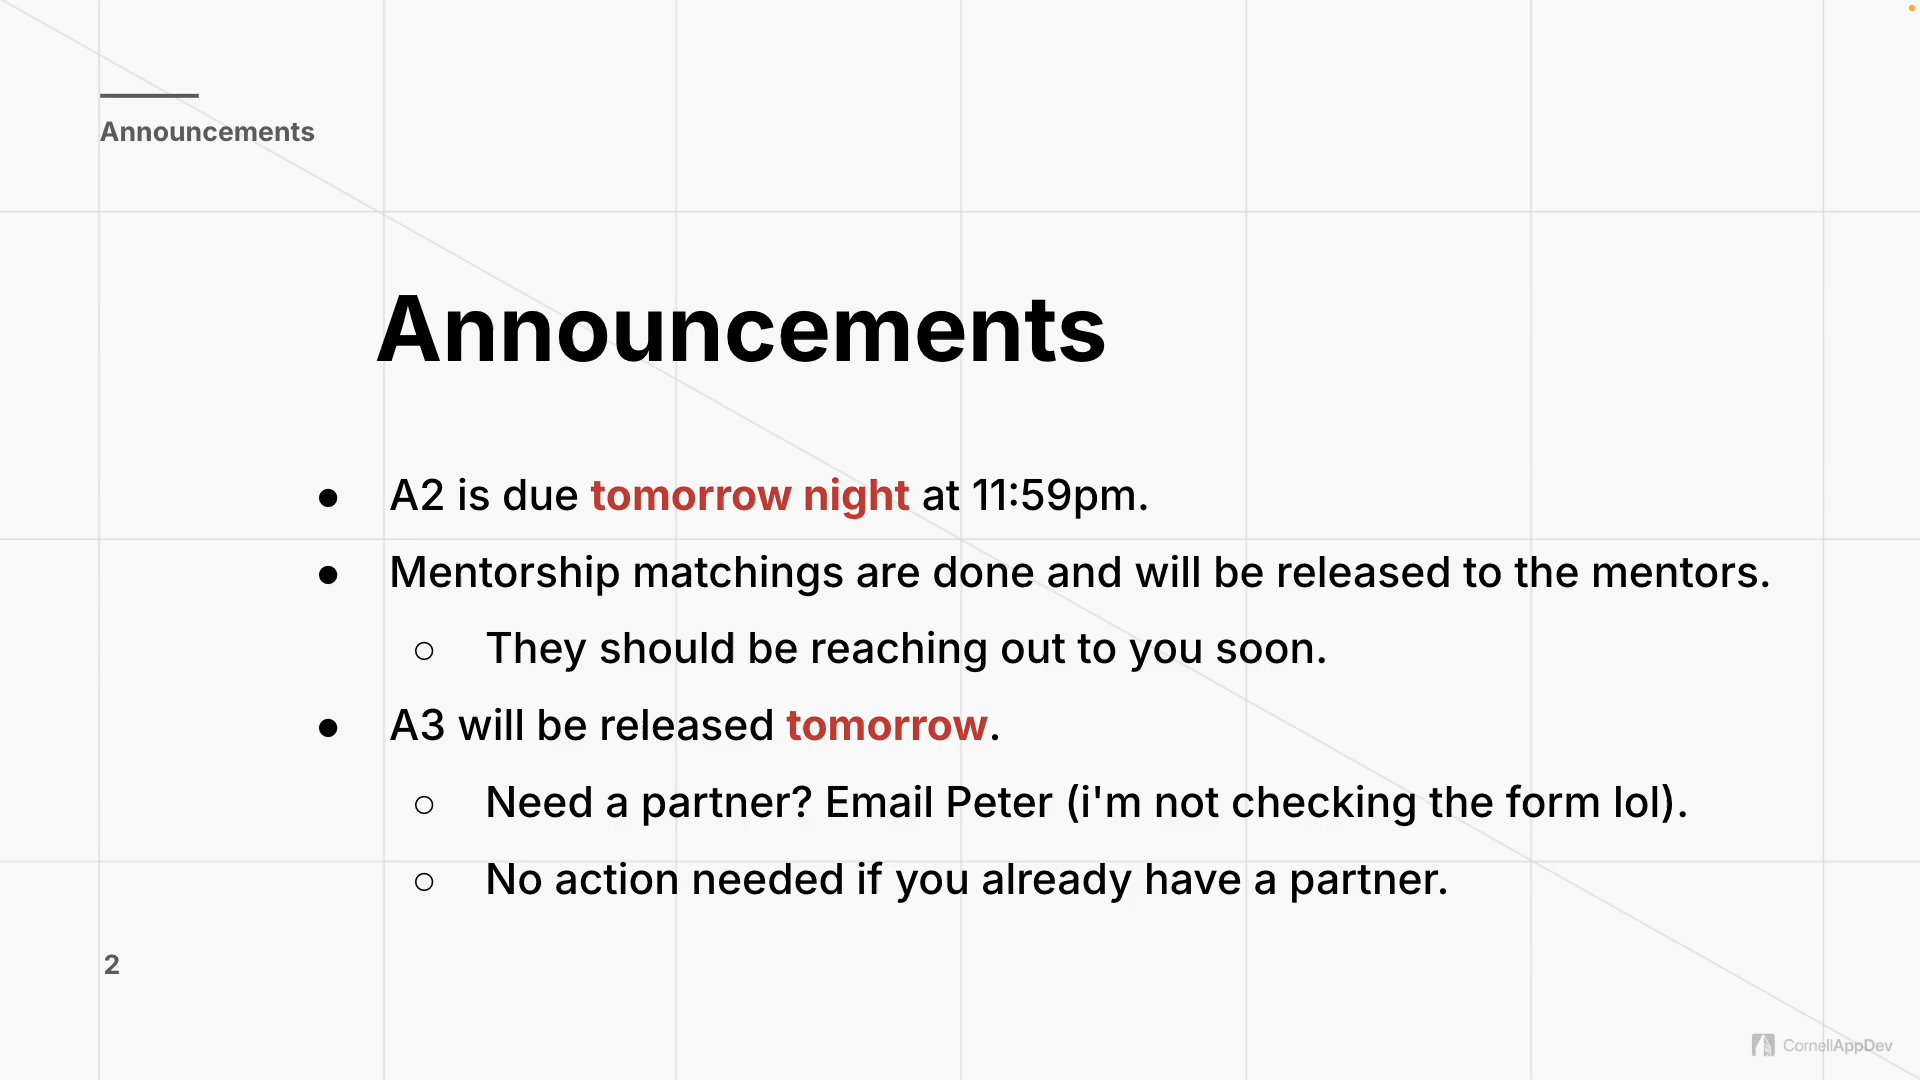 Announcements
Announcements
● A2 is due tomorrow night at 11:59pm.
● Mentorship matchings are done and will be released to the mentors.
○ They should be reaching out to you soon.
● A3 will be released tomorrow.
○ Need a partner? Email Peter (i'm not checking the form lol).
○ No action needed if you already have a partner.
2
CornellAppDev